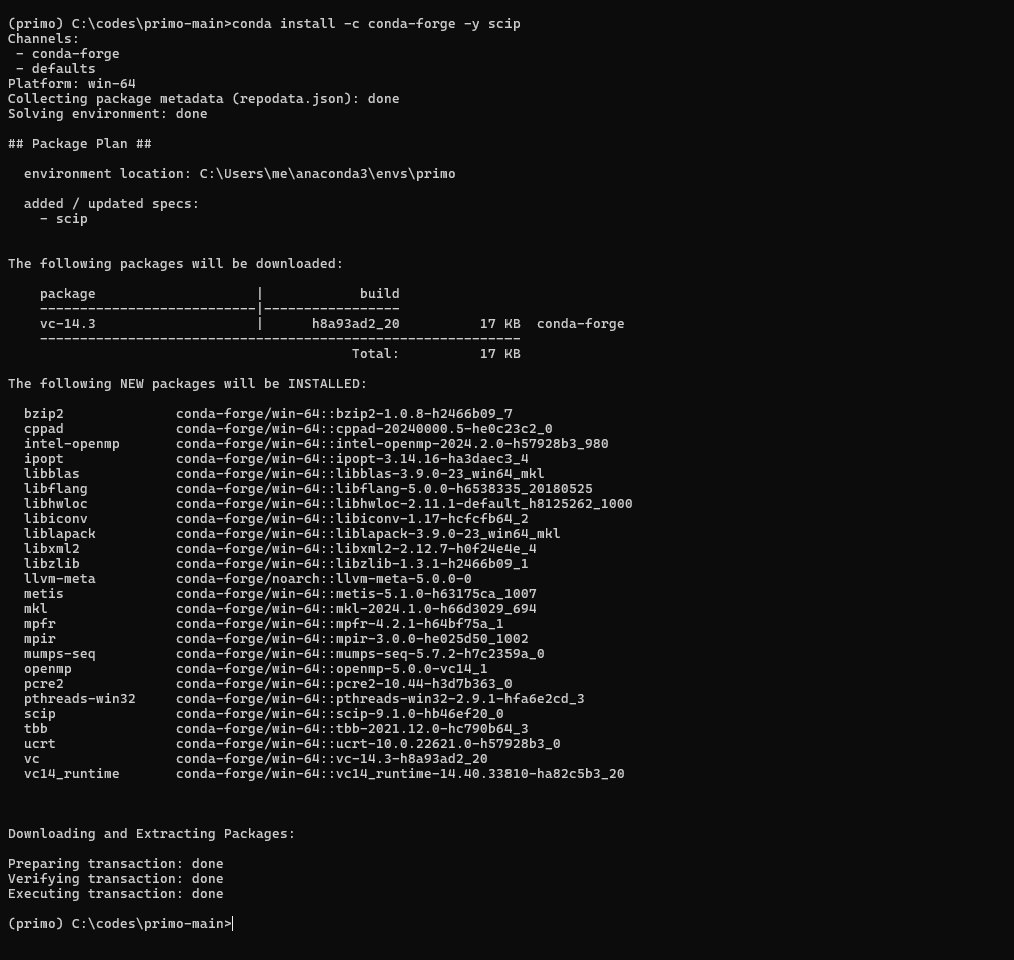 (primo) C:\codes\primo-main>conda install -c conda-forge -y scip
Channels:
 - conda-forge
 - defaults
Platform: win-64
Collecting package metadata (repodata.json): done
Solving environment: done

## Package Plan ##

  environment location: C:\Users\me\anaconda3\envs\primo

  added / updated specs:
    - scip


The following packages will be downloaded:

    package                    |            build
    ---------------------------|-----------------
    vc-14.3                    |      h8a93ad2_20          17 KB  conda-forge
    ------------------------------------------------------------
                                           Total:          17 KB

The following NEW packages will be INSTALLED:

  bzip2              conda-forge/win-64::bzip2-1.0.8-h2466b09_7
  cppad              conda-forge/win-64::cppad-20240000.5-he0c23c2_0
  intel-openmp       conda-forge/win-64::intel-openmp-2024.2.0-h57928b3_980
  ipopt              conda-forge/win-64::ipopt-3.14.16-ha3daec3_4
  libblas            conda-forge/win-64::libblas-3.9.0-23_win64_mkl
  libflang           conda-forge/win-64::libflang-5.0.0-h6538335_20180525
  libhwloc           conda-forge/win-64::libhwloc-2.11.1-default_h8125262_1000
  libiconv           conda-forge/win-64::libiconv-1.17-hcfcfb64_2
  liblapack          conda-forge/win-64::liblapack-3.9.0-23_win64_mkl
  libxml2            conda-forge/win-64::libxml2-2.12.7-h0f24e4e_4
  libzlib            conda-forge/win-64::libzlib-1.3.1-h2466b09_1
  llvm-meta          conda-forge/noarch::llvm-meta-5.0.0-0
  metis              conda-forge/win-64::metis-5.1.0-h63175ca_1007
  mkl                conda-forge/win-64::mkl-2024.1.0-h66d3029_694
  mpfr               conda-forge/win-64::mpfr-4.2.1-h64bf75a_1
  mpir               conda-forge/win-64::mpir-3.0.0-he025d50_1002
  mumps-seq          conda-forge/win-64::mumps-seq-5.7.2-h7c2359a_0
  openmp             conda-forge/win-64::openmp-5.0.0-vc14_1
  pcre2              conda-forge/win-64::pcre2-10.44-h3d7b363_0
  pthreads-win32     conda-forge/win-64::pthreads-win32-2.9.1-hfa6e2cd_3
  scip               conda-forge/win-64::scip-9.1.0-hb46ef20_0
  tbb                conda-forge/win-64::tbb-2021.12.0-hc790b64_3
  ucrt               conda-forge/win-64::ucrt-10.0.22621.0-h57928b3_0
  vc                 conda-forge/win-64::vc-14.3-h8a93ad2_20
  vc14_runtime       conda-forge/win-64::vc14_runtime-14.40.33810-ha82c5b3_20



Downloading and Extracting Packages:

Preparing transaction: done
Verifying transaction: done
Executing transaction: done

(primo) C:\codes\primo-main>